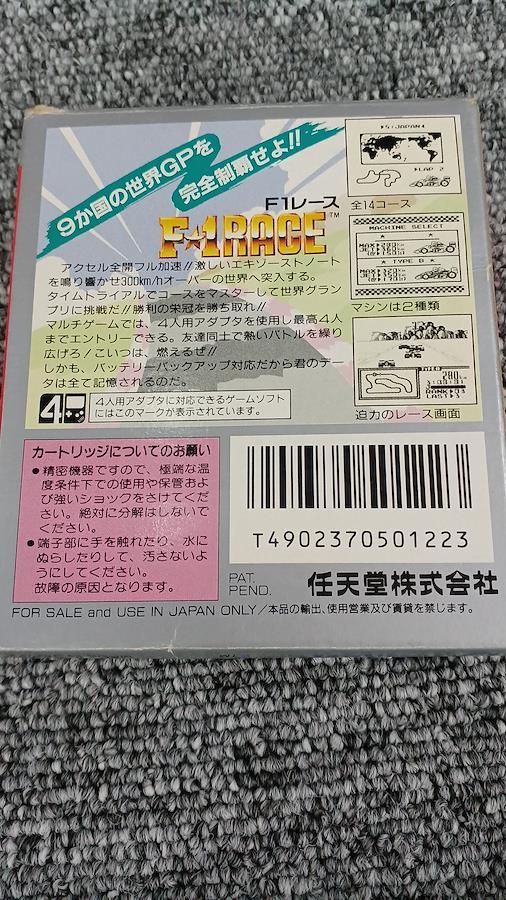 9か国の世界GPを
完全制覇せよ!!
F1レース
F1RACE™
アクセル全開フル加速!!激しいエキゾーストノート
を鳴り響かせ300km/hオーバーの世界へ突入する。
タイムトライアルでコースをマスターして世界グラン
プリに挑戦だ!!勝利の栄冠を勝ち取れ!!
マルチゲームでは、4人用アダプタを使用し最高4人
までエントリーできる。友達同士で熱いバトルを繰り
広げろ!こいつは、燃えるぜ!!
しかも、バッテリーバックアップ対応だから君のデー
タは全て記憶されるのだ。
4
4人用アダプタに対応できるゲームソフト
にはこのマークが表示されています。
JAPAN
LAP 2
全14コース
MACHINE SELECT
TYPE B
マシンは2種類
280
迫力のレース画面
カートリッジについてのお願い
●精密機器ですので、極端な温
度条件下での使用や保管およ
び強いショックをさけてくだ
さい。絶対に分解はしないで
ください。
●端子部に手を触れたり、水に
ぬらしたりして、汚さないよ
うにしてください。
故障の原因となります。
T4902370501223
PAT.
PEND.
任天堂株式会社
FOR SALE and USE IN JAPAN ONLY/本品の輸出、使用営業及び賃貸を禁じます。